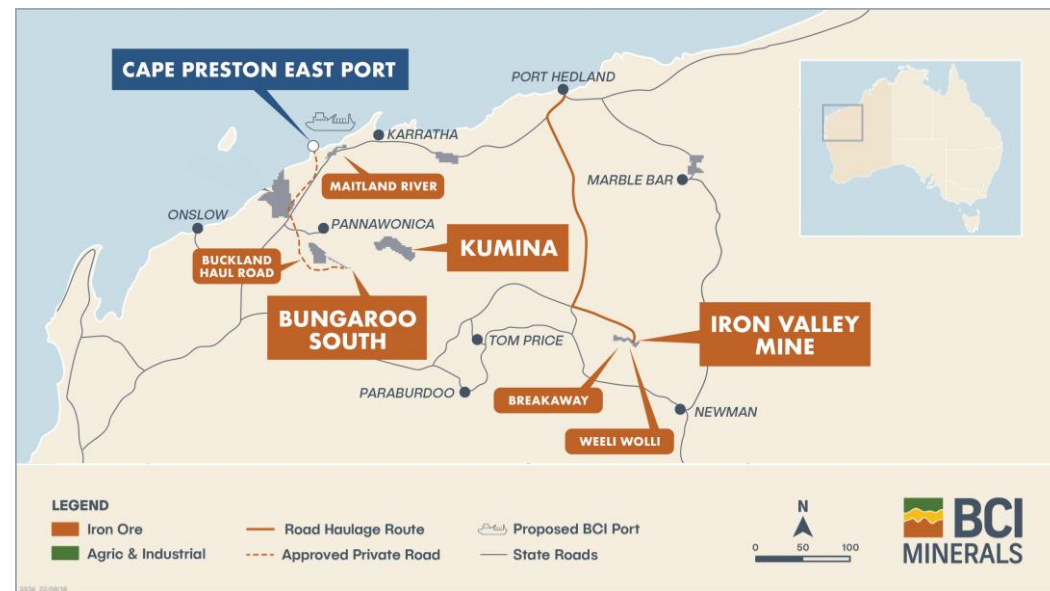 CAPE PRESTON EAST PORT
PORT HEDLAND
KARRATHA
MAITLAND RIVER
MARBLE BAR
ONSLOW
PANNAWONICA
KUMINA
BUCKLAND
HAUL ROAD
BUNGAROO
SOUTH
IRON VALLEY
MINE
TOM PRICE
PARABURDOO
BREAKAWAY
NEWMAN
WEELI WOLLI
LEGEND
Iron Ore
Road Haulage Route
Proposed BCI Port
Agric & Industrial
Approved Private Road
State Roads
N
0 50 100
BCI
MINERALS